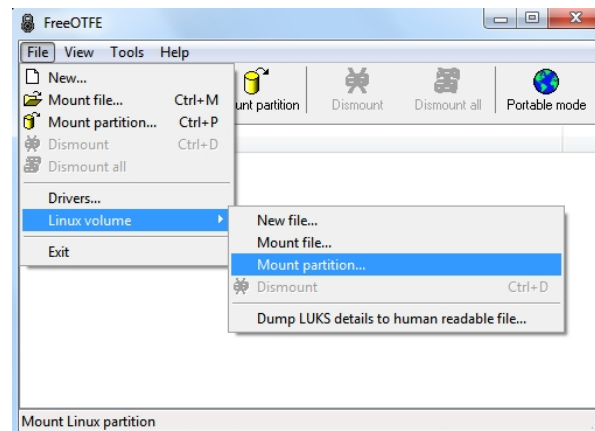 FreeOTFE
File View Tools Help
New...
Mount file... Ctrl+M
Mount partition... Ctrl+P
Dismount Ctrl+D
Dismount all
Drivers...
Linux volume
Exit
unt partition Dismount Dismount all Portable mode
New file...
Mount file...
Mount partition...
Dismount Ctrl+D
Dump LUKS details to human readable file...
Mount Linux partition